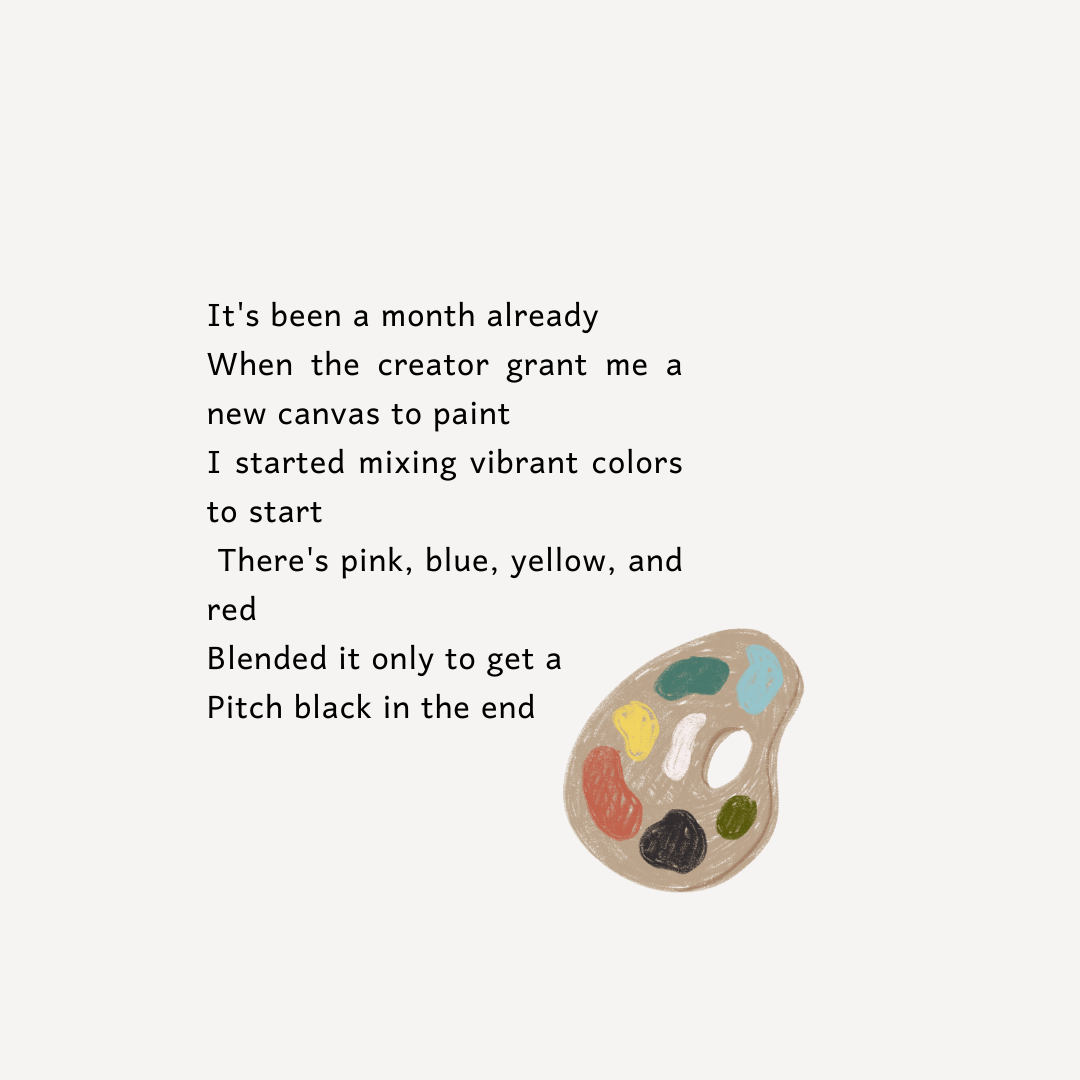 It's been a month already
When the creator grant me a
new canvas to paint
I started mixing vibrant colors
to start
There's pink, blue, yellow, and
red
Blended it only to get a
Pitch black in the end